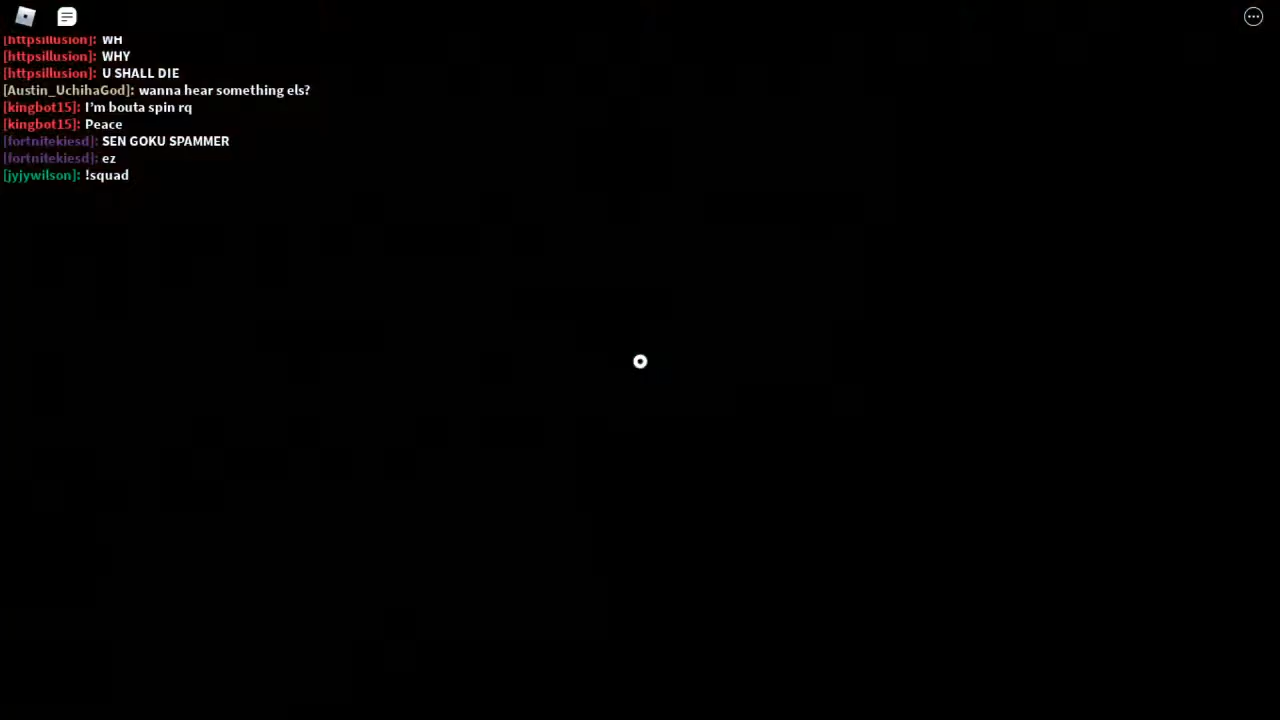 [httpsillusion]: WH
[httpsillusion]: WHY
[httpsillusion]: U SHALL DIE
[Austin_UchihaGod]: wanna hear something els?
[kingbot15]: I'm bouta spin rq
[kingbot15]: Peace
[fortnitekiesd]: SEN GOKU SPAMMER
[fortnitekiesd]: ez
[jyjywilson]: !squad